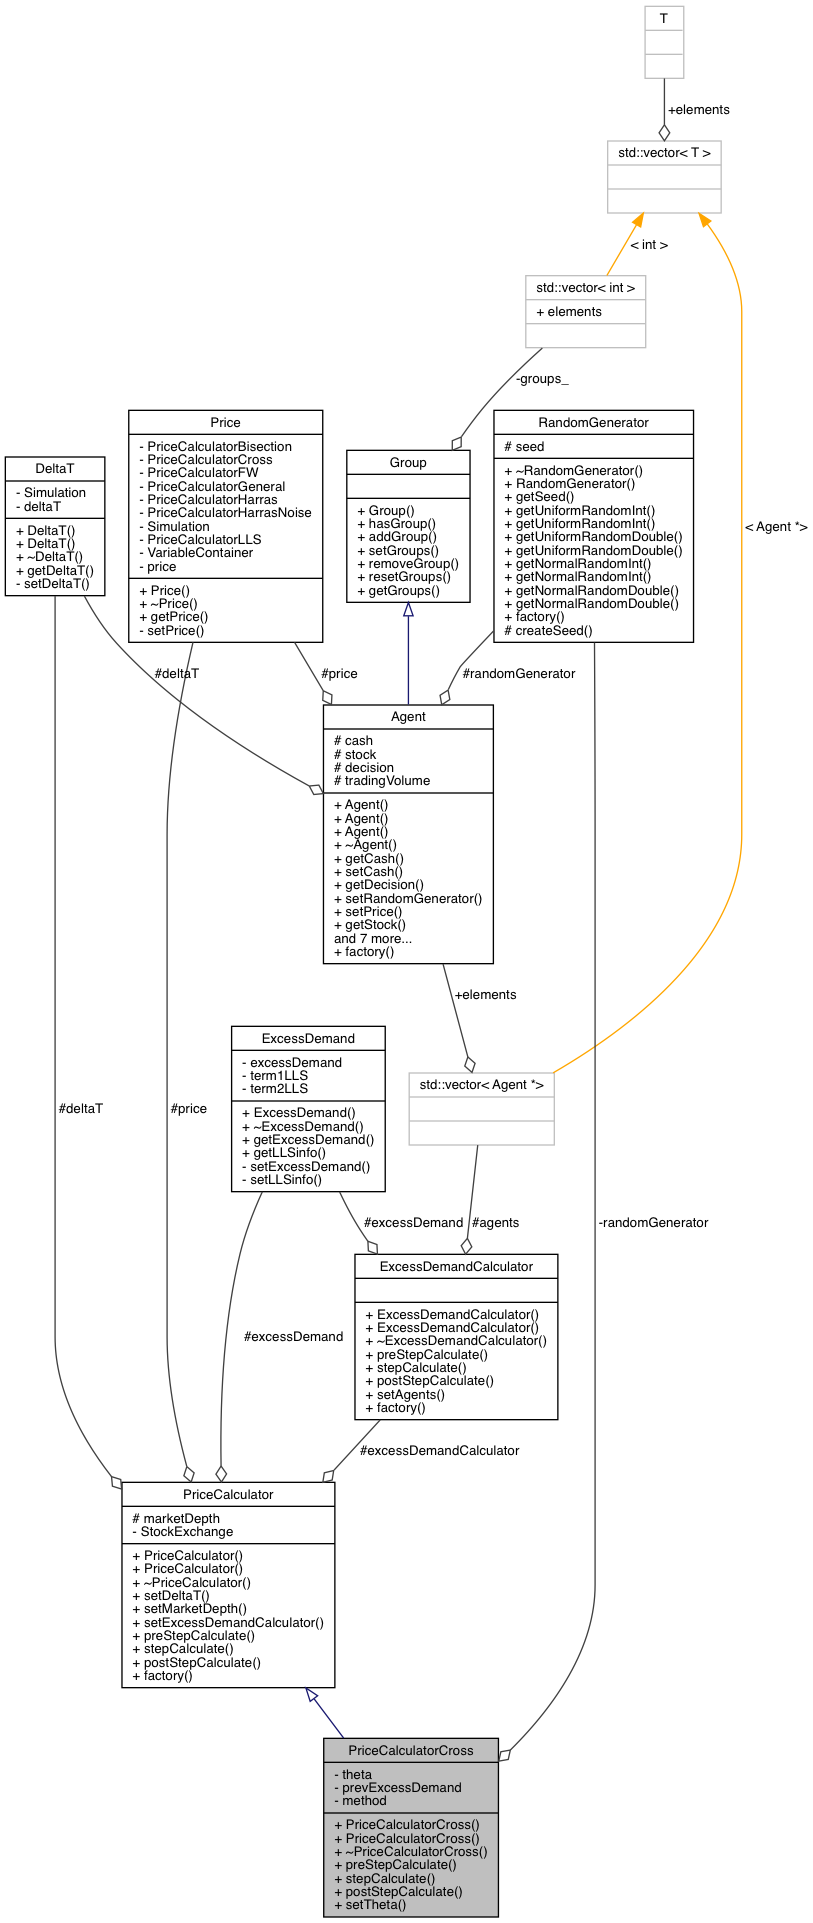 T
+elements
std::vector< T >
< int >
std::vector< int >
+ elements
-groups_
< Agent *>
DeltaT
- Simulation
- deltaT
+ DeltaT()
+ DeltaT()
+ ~DeltaT()
+ getDeltaT()
- setDeltaT()
Price
- PriceCalculatorBisection
- PriceCalculatorCross
- PriceCalculatorFW
- PriceCalculatorGeneral
- PriceCalculatorHarras
- PriceCalculatorHarrasNoise
- Simulation
- PriceCalculatorLLS
- VariableContainer
- price
+ Price()
+ ~Price()
+ getPrice()
- setPrice()
Group
+ Group()
+ hasGroup()
+ addGroup()
+ setGroups()
+ removeGroup()
+ resetGroups()
+ getGroups()
RandomGenerator
# seed
+ ~RandomGenerator()
+ RandomGenerator()
+ getSeed()
+ getUniformRandomInt()
+ getUniformRandomInt()
+ getUniformRandomDouble()
+ getUniformRandomDouble()
+ getNormalRandomInt()
+ getNormalRandomInt()
+ getNormalRandomDouble()
+ getNormalRandomDouble()
+ factory()
# createSeed()
#deltaT
#price
#randomGenerator
Agent
# cash
# stock
# decision
# tradingVolume
+ Agent()
+ Agent()
+ Agent()
+ ~Agent()
+ getCash()
+ setCash()
+ getDecision()
+ setRandomGenerator()
+ setPrice()
+ getStock()
and 7 more...
+ factory()
+elements
ExcessDemand
- excessDemand
- term1LLS
- term2LLS
+ ExcessDemand()
+ ~ExcessDemand()
+ getExcessDemand()
+ getLLSinfo()
- setExcessDemand()
- setLLSinfo()
std::vector< Agent *>
#deltaT
#price
#excessDemand
#agents
-randomGenerator
ExcessDemandCalculator
+ ExcessDemandCalculator()
+ ExcessDemandCalculator()
+ ~ExcessDemandCalculator()
+ preStepCalculate()
+ stepCalculate()
+ postStepCalculate()
+ setAgents()
+ factory()
#excessDemand
#excessDemandCalculator
PriceCalculator
# marketDepth
- StockExchange
+ PriceCalculator()
+ PriceCalculator()
+ ~PriceCalculator()
+ setDeltaT()
+ setMarketDepth()
+ setExcessDemandCalculator()
+ preStepCalculate()
+ stepCalculate()
+ postStepCalculate()
+ factory()
PriceCalculatorCross
- theta
- prevExcessDemand
- method
+ PriceCalculatorCross()
+ PriceCalculatorCross()
+ ~PriceCalculatorCross()
+ preStepCalculate()
+ stepCalculate()
+ postStepCalculate()
+ setTheta()